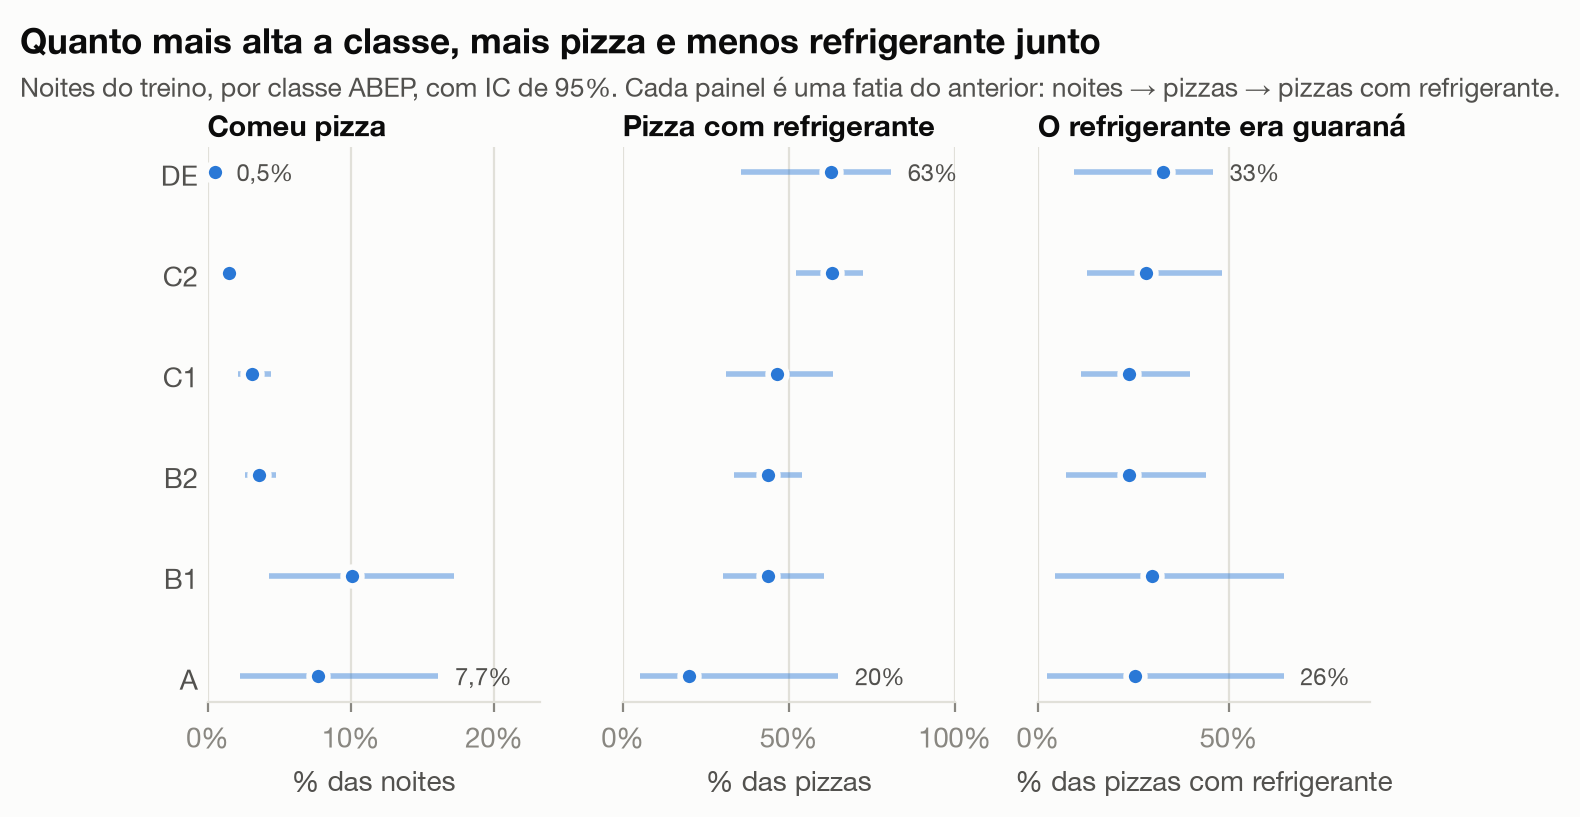 Quanto mais alta a classe, mais pizza e menos refrigerante junto
Noites do treino, por classe ABEP, com IC de 95%. Cada painel é uma fatia do anterior: noites → pizzas → pizzas com refrigerante.
Comeu pizza
Pizza com refrigerante
O refrigerante era guaraná
DE
0,5%
63%
33%
C2
C1
B2
B1
A
7,7%
20%
26%
0%
10%
20%
0%
50%
100%
0%
50%
% das noites
% das pizzas
% das pizzas com refrigerante